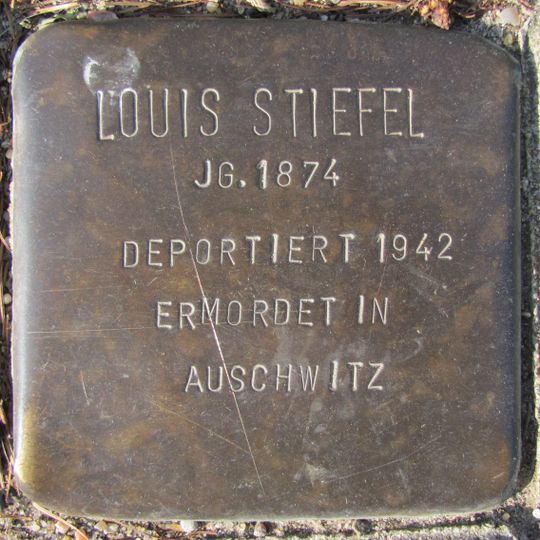 LOUIS STIEFEL
JG. 1874
DEPORTIERT 1942
ERMORDET IN
AUSCHWITZ